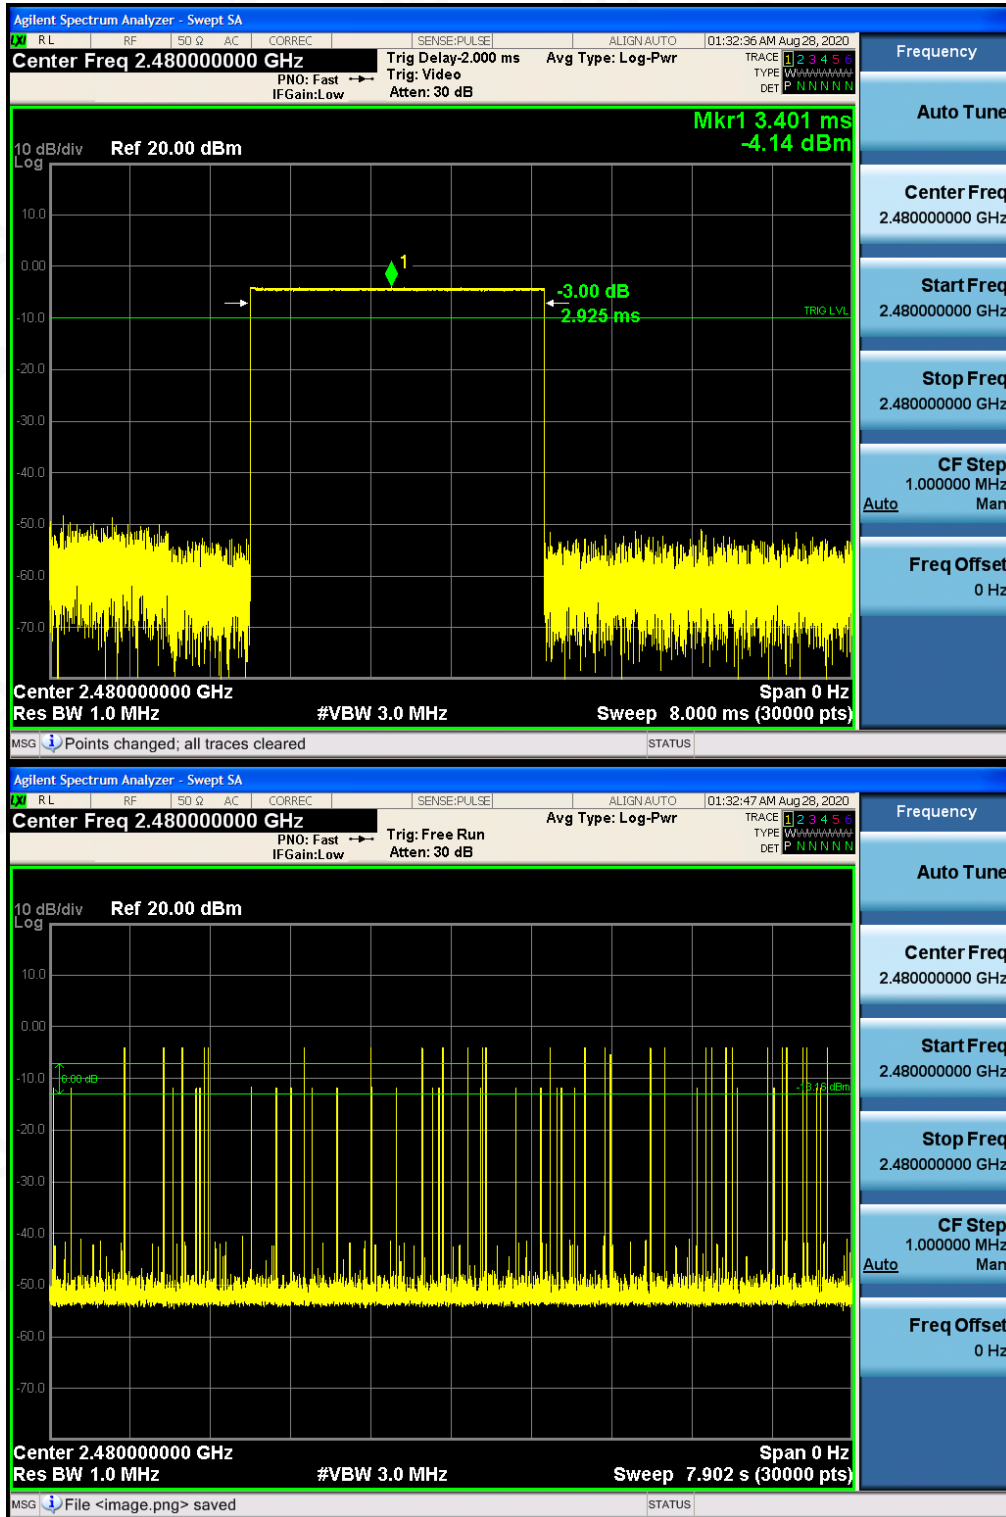 Agilent Spectrum Analyzer - Swept SA
LXI RL RF 50 Ω AC CORREC SENSE:PULSE ALIGN AUTO 01:32:36 AM Aug 28, 2020
Center Freq 2.480000000 GHz
PNO: Fast
IFGain:Low
Trig Delay-2.000 ms
Trig: Video
Atten: 30 dB
Avg Type: Log-Pwr
TRACE 1 2 3 4 5 6
TYPE WWWWWWW
DET P N N N N N
Mkr1 3.401 ms
-4.14 dBm
10 dB/div Ref 20.00 dBm
Log
10.0
0.00
-10.0
-20.0
-30.0
-40.0
-50.0
-60.0
-70.0
1
-3.00 dB
2.925 ms
TRIG LVL
Center 2.480000000 GHz Span 0 Hz
Res BW 1.0 MHz #VBW 3.0 MHz Sweep 8.000 ms (30000 pts)
MSG Points changed; all traces cleared STATUS
Frequency
Auto Tune
Center Freq
2.480000000 GHz
Start Freq
2.480000000 GHz
Stop Freq
2.480000000 GHz
CF Step
1.000000 MHz
Auto Man
Freq Offset
0 Hz
Agilent Spectrum Analyzer - Swept SA
LXI RL RF 50 Ω AC CORREC SENSE:PULSE ALIGN AUTO 01:32:47 AM Aug 28, 2020
Center Freq 2.480000000 GHz
PNO: Fast
IFGain:Low
Trig: Free Run
Atten: 30 dB
Avg Type: Log-Pwr
TRACE 1 2 3 4 5 6
TYPE WWWWWWW
DET P N N N N N
10 dB/div Ref 20.00 dBm
Log
10.0
0.00
-10.0
-20.0
-30.0
-40.0
-50.0
-60.0
-70.0
6.00 dB
-13.16 dBm
Center 2.480000000 GHz Span 0 Hz
Res BW 1.0 MHz #VBW 3.0 MHz Sweep 7.902 s (30000 pts)
MSG File <image.png> saved STATUS
Frequency
Auto Tune
Center Freq
2.480000000 GHz
Start Freq
2.480000000 GHz
Stop Freq
2.480000000 GHz
CF Step
1.000000 MHz
Auto Man
Freq Offset
0 Hz